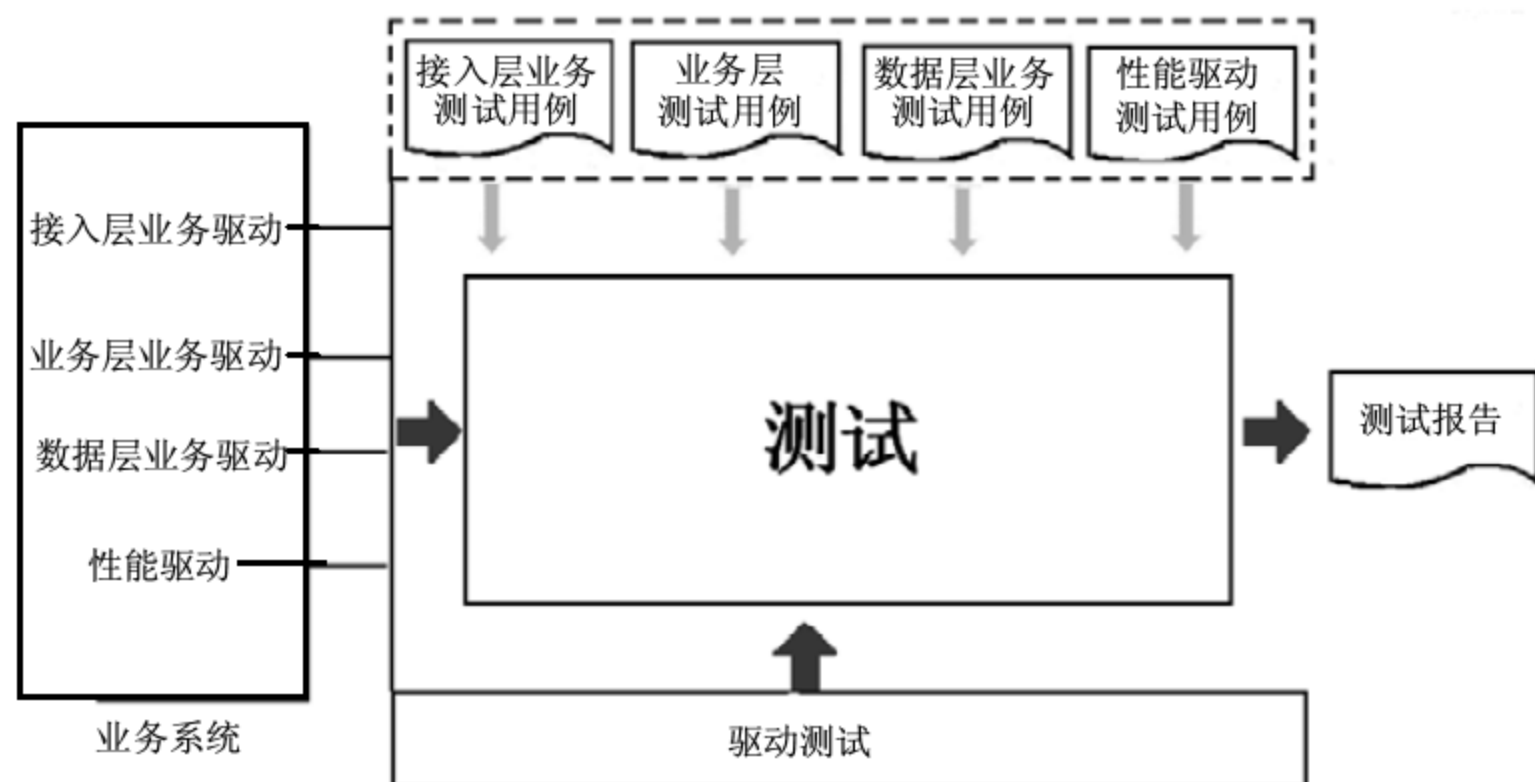 接入层业务
测试用例
业务层
测试用例
数据层业务
测试用例
性能驱动
测试用例
接入层业务驱动
业务层业务驱动
数据层业务驱动
性能驱动
业务系统
测试
测试报告
驱动测试